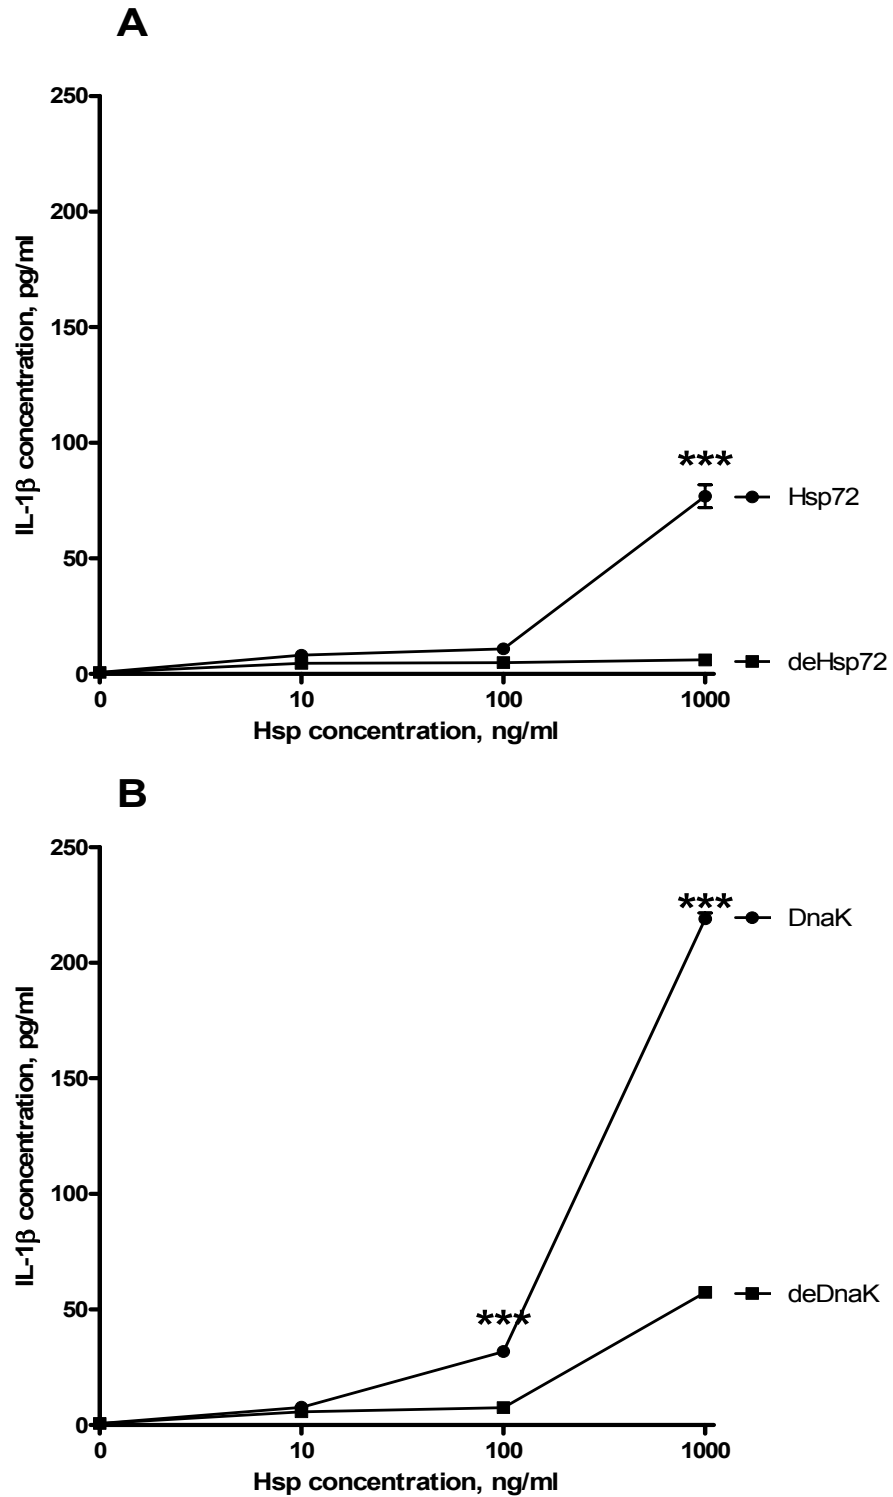 A
250
200
150
100
50
0
IL-1β concentration, pg/ml
***
Hsp72
deHsp72
0 10 100 1000
Hsp concentration, ng/ml
B
250
200
150
100
50
0
IL-1β concentration, pg/ml
***
DnaK
***
deDnaK
0 10 100 1000
Hsp concentration, ng/ml